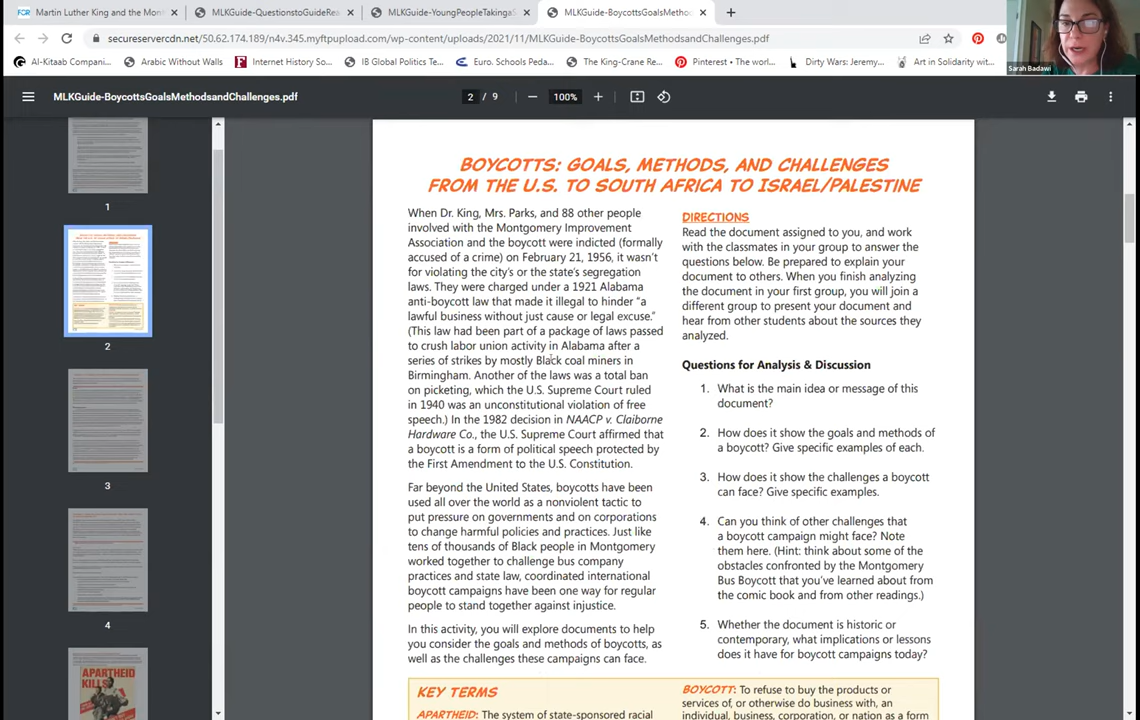 Martin Luther King and the Mon
MLKGuide-QuestionstoGuideRea
MLKGuide-YoungPeopleTakinga
MLKGuide-BoycottsGoalsMetho
secureservercdn.net/50.62.174.189/n4v.345.myftpupload.com/wp-content/uploads/2021/11/MLKGuide-BoycottsGoalsMethodsandChallenges.pdf
Al-Kitaab Compani...
Arabic Without Walls
Internet History So...
IB Global Politics Te...
Euro. Schools Peda...
The King-Crane Re...
Pinterest • The worl...
Dirty Wars: Jeremy...
Art in Solidarity wit...
Sarah Badawi
MLKGuide-BoycottsGoalsMethodsandChallenges.pdf
2 / 9
100%
1
2
3
4
APARTHEID
KILLS
BOYCOTTS: GOALS, METHODS, AND CHALLENGES
FROM THE U.S. TO SOUTH AFRICA TO ISRAEL/PALESTINE
When Dr. King, Mrs. Parks, and 88 other people
involved with the Montgomery Improvement
Association and the boycott were indicted (formally
accused of a crime) on February 21, 1956, it wasn't
for violating the city's or the state's segregation
laws. They were charged under a 1921 Alabama
anti-boycott law that made it illegal to hinder "a
lawful business without just cause or legal excuse."
(This law had been part of a package of laws passed
to crush labor union activity in Alabama after a
series of strikes by mostly Black coal miners in
Birmingham. Another of the laws was a total ban
on picketing, which the U.S. Supreme Court ruled
in 1940 was an unconstitutional violation of free
speech.) In the 1982 decision in NAACP v. Claiborne
Hardware Co., the U.S. Supreme Court affirmed that
a boycott is a form of political speech protected by
the First Amendment to the U.S. Constitution.
Far beyond the United States, boycotts have been
used all over the world as a nonviolent tactic to
put pressure on governments and on corporations
to change harmful policies and practices. Just like
tens of thousands of Black people in Montgomery
worked together to challenge bus company
practices and state law, coordinated international
boycott campaigns have been one way for regular
people to stand together against injustice.
In this activity, you will explore documents to help
you consider the goals and methods of boycotts, as
well as the challenges these campaigns can face.
DIRECTIONS
Read the document assigned to you, and work
with the classmates in your group to answer the
questions below. Be prepared to explain your
document to others. When you finish analyzing
the document in your first group, you will join a
different group to present your document and
hear from other students about the sources they
analyzed.
Questions for Analysis & Discussion
1. What is the main idea or message of this
document?
2. How does it show the goals and methods of
a boycott? Give specific examples of each.
3. How does it show the challenges a boycott
can face? Give specific examples.
4. Can you think of other challenges that
a boycott campaign might face? Note
them here. (Hint: think about some of the
obstacles confronted by the Montgomery
Bus Boycott that you've learned about from
the comic book and from other readings.)
5. Whether the document is historic or
contemporary, what implications or lessons
does it have for boycott campaigns today?
KEY TERMS
APARTHEID: The system of state-sponsored racial
BOYCOTT: To refuse to buy the products or
services of, or otherwise do business with, an
individual, business, corporation, or nation as a form